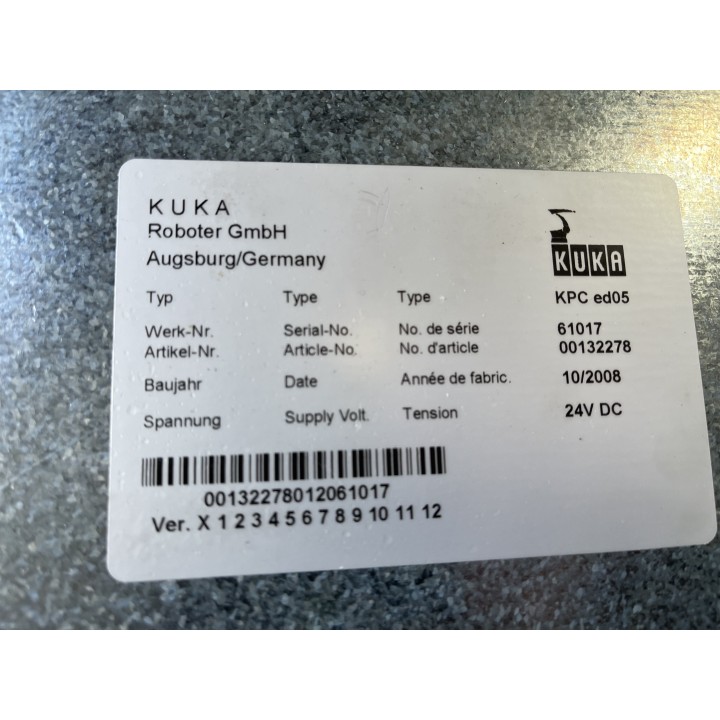 KUKA
Roboter GmbH
Augsburg/Germany
KUKA
Typ Type Type KPC ed05
Werk-Nr. Serial-No. No. de série 61017
Artikel-Nr. Article-No. No. d'article 00132278
Baujahr Date Année de fabric. 10/2008
Spannung Supply Volt. Tension 24V DC
00132278012061017
Ver. X 1 2 3 4 5 6 7 8 9 10 11 12